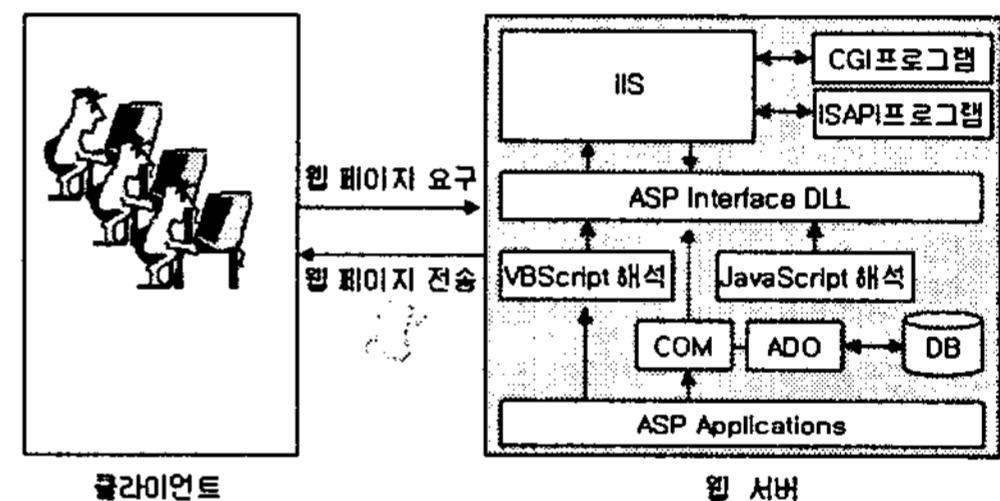 IIS
CGI프로그램
ISAPI프로그램
웹 페이지 요구
ASP Interface DLL
웹 페이지 전송
VBScript 해석
JavaScript 해석
COM
ADO
DB
ASP Applications
클라이언트
웹 서버